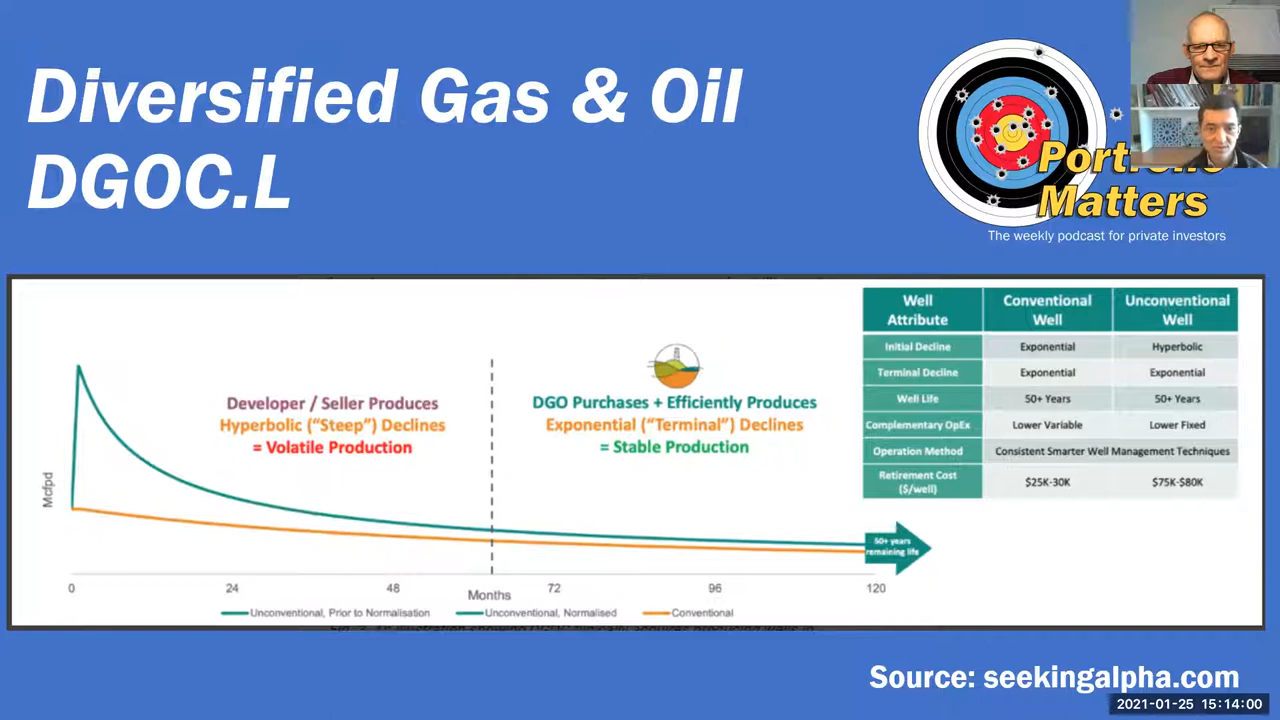 Diversified Gas & Oil
DGOC.L
Matters
The weekly podcast for private investors
Developer / Seller Produces
Hyperbolic ("Steep") Declines
= Volatile Production
DGO Purchases + Efficiently Produces
Exponential ("Terminal") Declines
= Stable Production
Well Attribute Conventional Well Unconventional Well
Initial Decline Exponential Hyperbolic
Terminal Decline Exponential Exponential
Well Life 50+ Years 50+ Years
Complementary OpEx Lower Variable Lower Fixed
Operation Method Consistent Smarter Well Management Techniques
Retirement Cost ($/well) $25K-30K $75K-$80K
Mcfpd
50+ years
remaining life
0 24 48 72 96 120
Months
Unconventional, Prior to Normalisation Unconventional, Normalised Conventional
Source: seekingalpha.com
2021-01-25 15:14:00